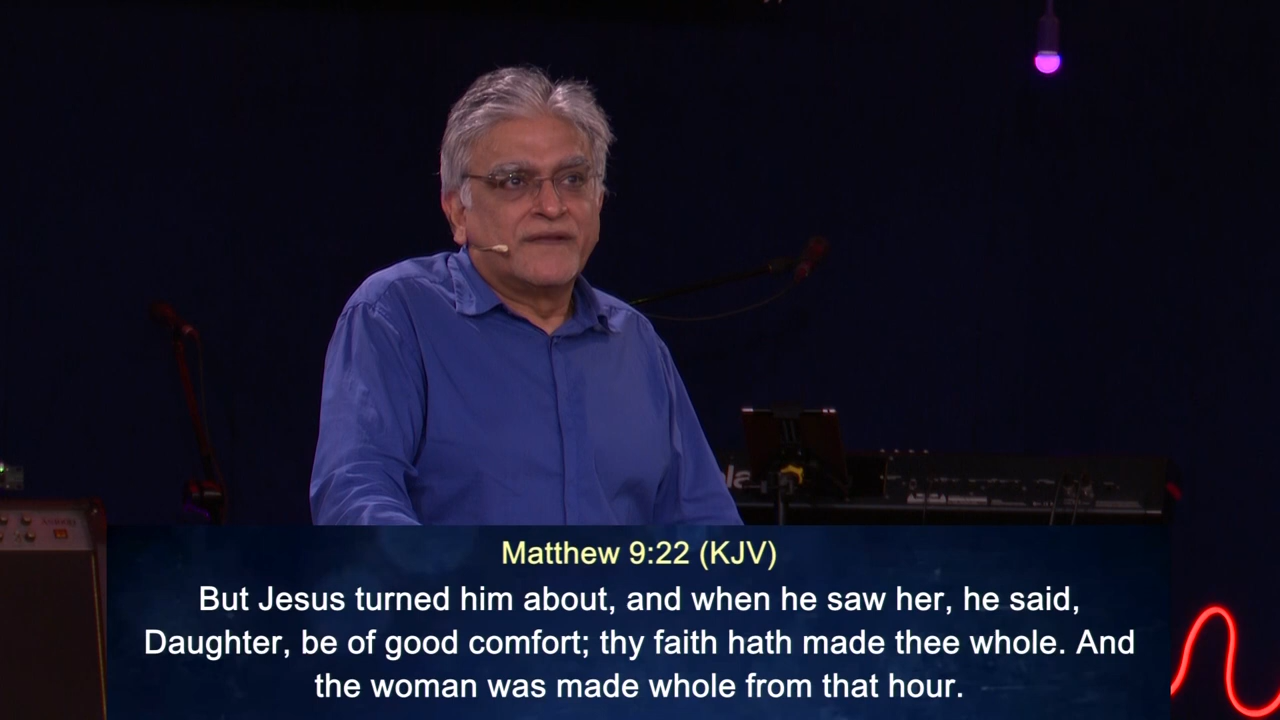 Matthew 9:22 (KJV)
But Jesus turned him about, and when he saw her, he said,
Daughter, be of good comfort; thy faith hath made thee whole. And
the woman was made whole from that hour.